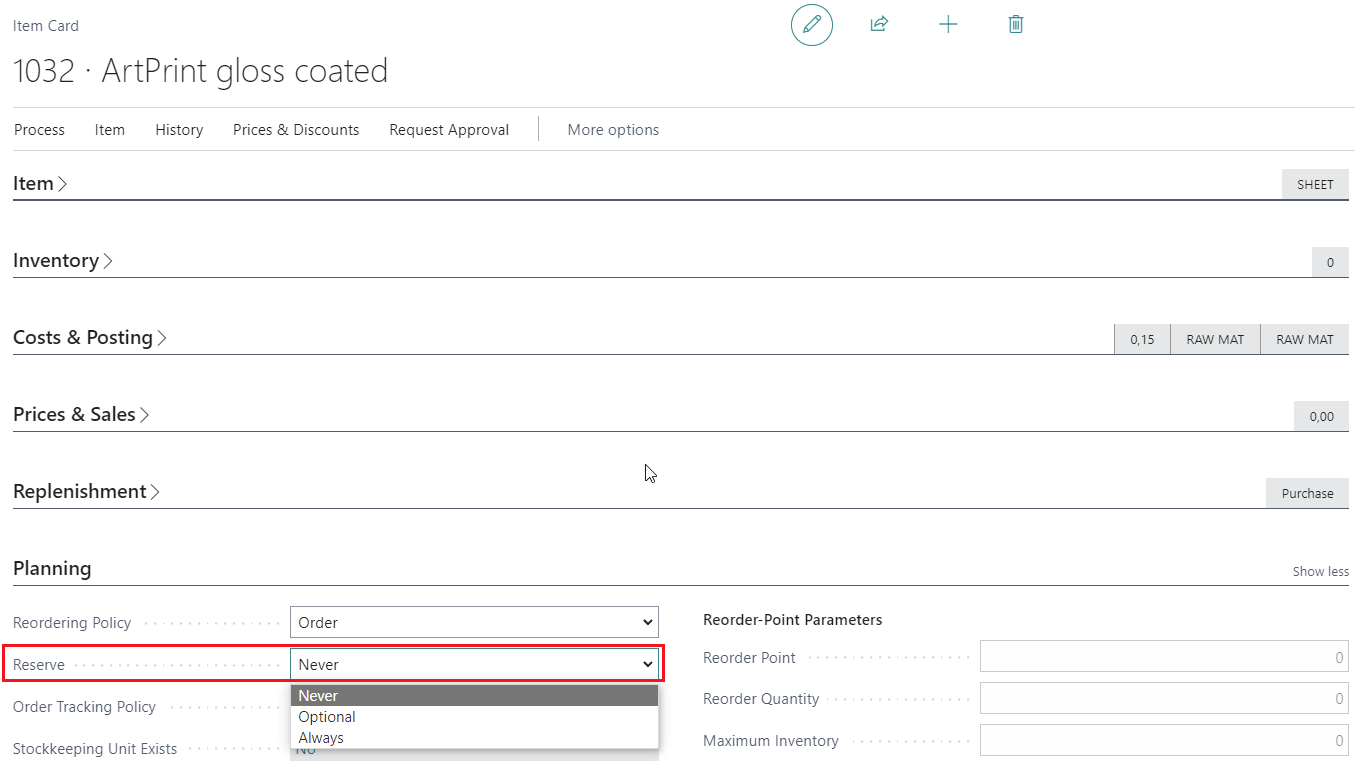 Item Card
1032 · ArtPrint gloss coated
Process Item History Prices & Discounts Request Approval More options
Item SHEET
Inventory 0
Costs & Posting 0,15 RAW MAT RAW MAT
Prices & Sales 0,00
Replenishment Purchase
Planning Show less
Reordering Policy Order
Reserve Never
Never
Optional
Always
Order Tracking Policy
Stockkeeping Unit Exists No
Reorder-Point Parameters
Reorder Point 0
Reorder Quantity 0
Maximum Inventory 0